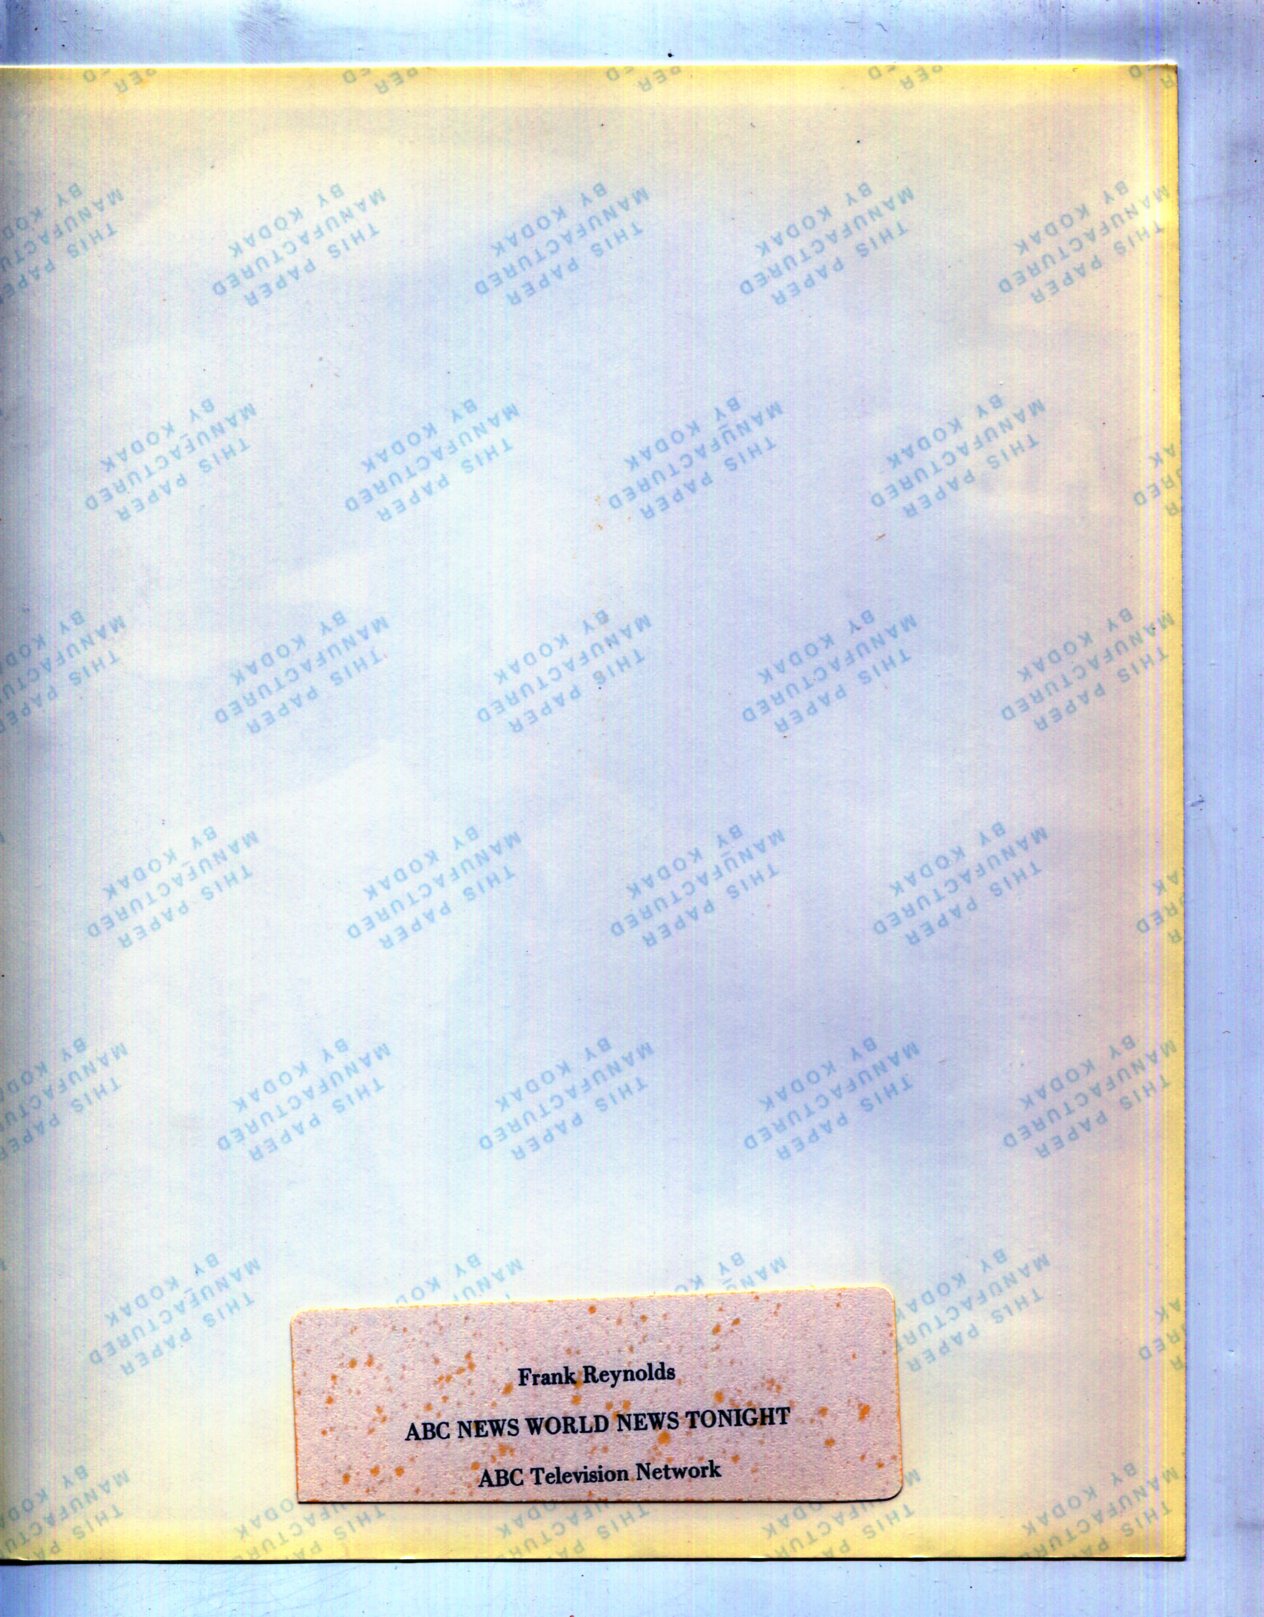 THIS PAPER
MANUFACTURED
BY KODAK
Frank Reynolds
ABC NEWS WORLD NEWS TONIGHT
ABC Television Network